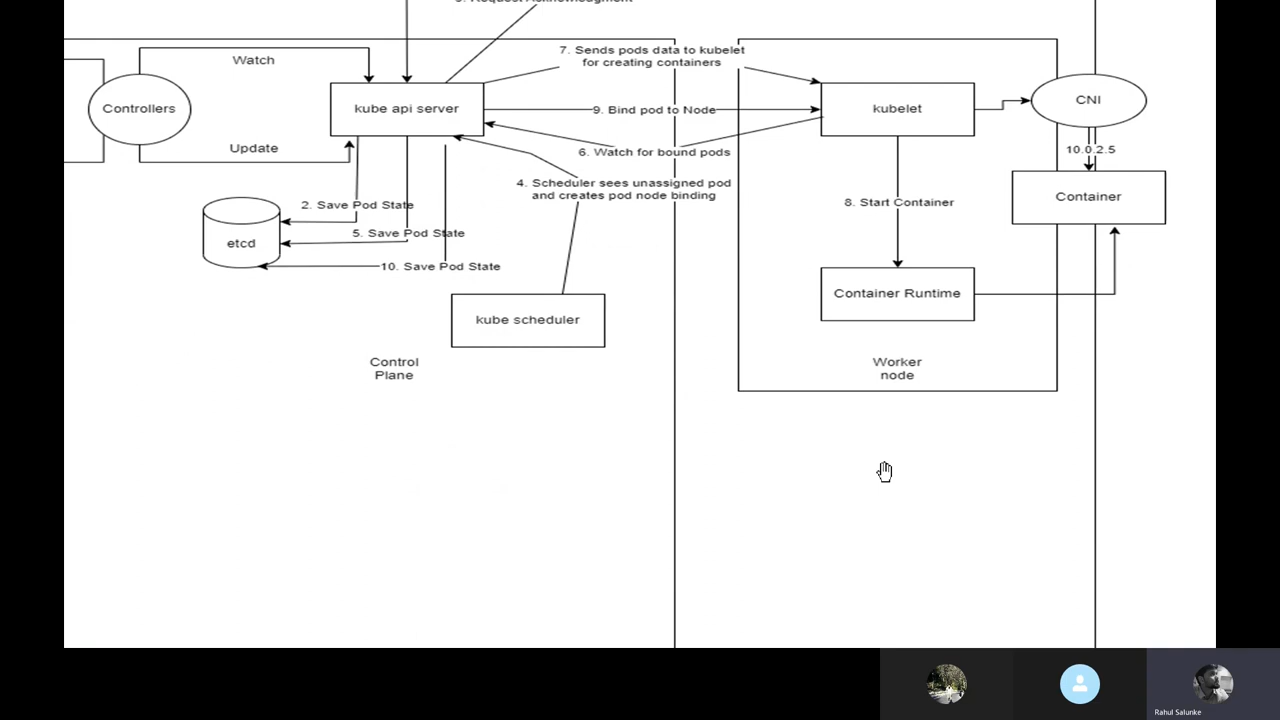 3. Request Acknowledgment
7. Sends pods data to kubelet
for creating containers
Watch
Controllers
kube api server
9. Bind pod to Node
kubelet
CNI
Update
6. Watch for bound pods
10.0.2.5
4. Scheduler sees unassigned pod
and creates pod node binding
Container
2. Save Pod State
8. Start Container
5. Save Pod State
etcd
10. Save Pod State
Container Runtime
kube scheduler
Control
Plane
Worker
node
Rahul Salunke